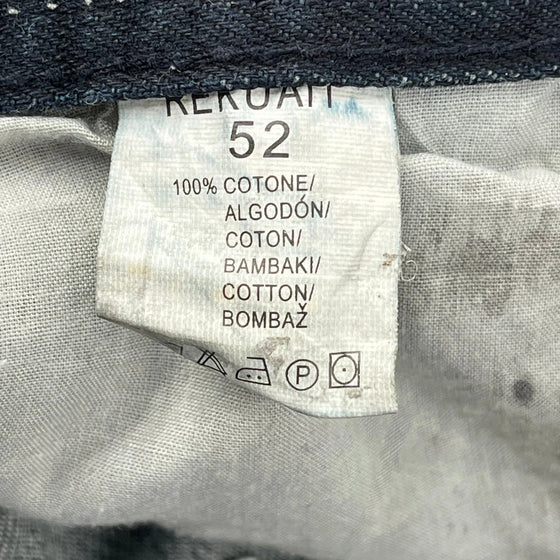 52
100% COTONE/
ALGODÓN/
COTON/
BAMBAKI/
COTTON/
BOMBAŽ
P